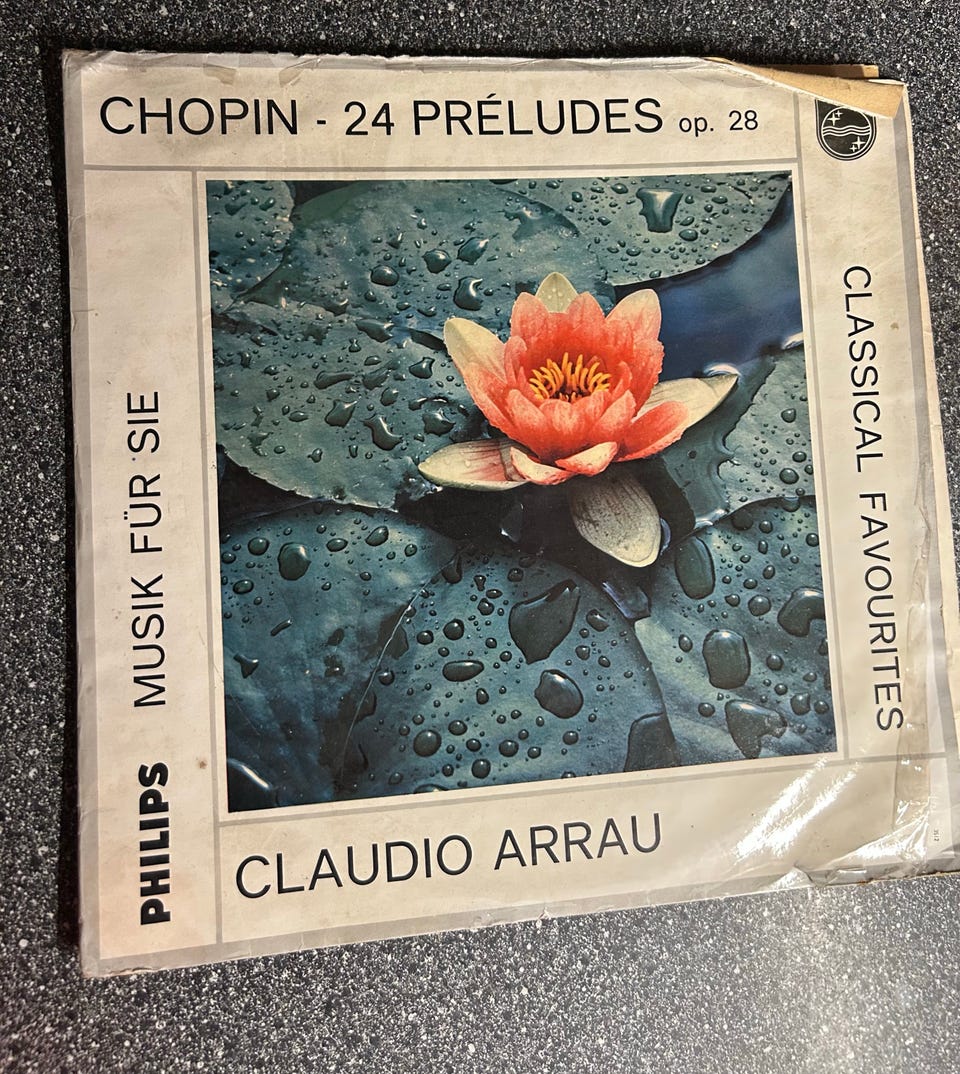 CHOPIN - 24 PRÉLUDES op. 28
PHILIPS MUSIK FÜR SIE
CLASSICAL FAVOURITES
CLAUDIO ARRAU